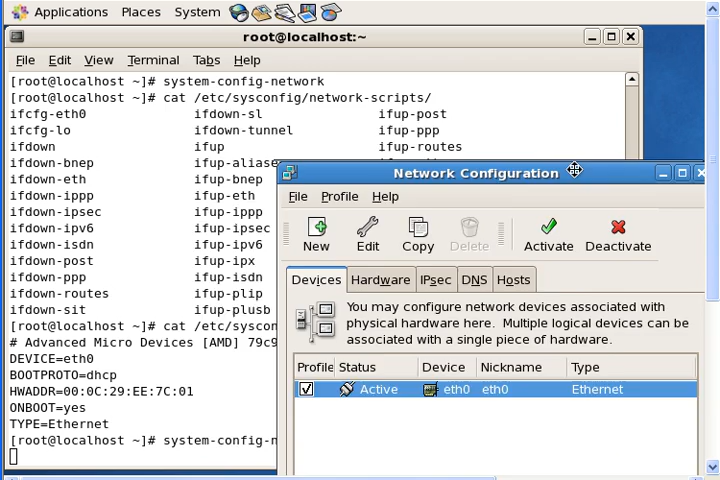 Applications Places System
root@localhost:~
File Edit View Terminal Tabs Help
[root@localhost ~]# system-config-network
[root@localhost ~]# cat /etc/sysconfig/network-scripts/
ifcfg-eth0 ifdown-sl ifup-post
ifcfg-lo ifdown-tunnel ifup-ppp
ifdown ifup ifup-routes
ifdown-bnep ifup-aliase
ifdown-eth ifup-bnep
ifdown-ippp ifup-eth
ifdown-ipsec ifup-ippp
ifdown-ipv6 ifup-ipsec
ifdown-isdn ifup-ipv6
ifdown-post ifup-ipx
ifdown-ppp ifup-isdn
ifdown-routes ifup-plip
ifdown-sit ifup-plusb
[root@localhost ~]# cat /etc/syscon
# Advanced Micro Devices [AMD] 79c9
DEVICE=eth0
BOOTPROTO=dhcp
HWADDR=00:0C:29:EE:7C:01
ONBOOT=yes
TYPE=Ethernet
[root@localhost ~]# system-config-n
Network Configuration
File Profile Help
New Edit Copy Delete Activate Deactivate
Devices Hardware IPsec DNS Hosts
You may configure network devices associated with
physical hardware here. Multiple logical devices can be
associated with a single piece of hardware.
Profile Status Device Nickname Type
Active eth0 eth0 Ethernet